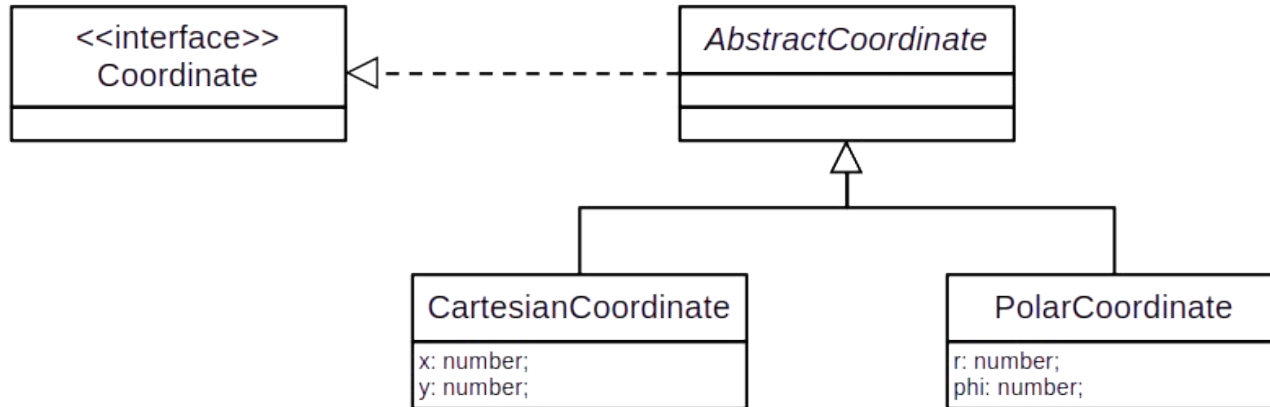 <<interface>>
Coordinate
AbstractCoordinate
CartesianCoordinate
x: number;
y: number;
PolarCoordinate
r: number;
phi: number;